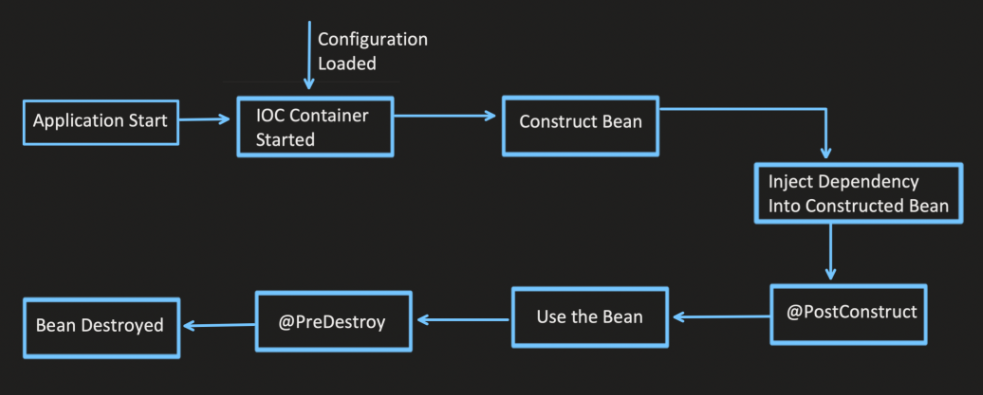 Configuration
Loaded
Application Start
IOC Container
Started
Construct Bean
Inject Dependency
Into Constructed Bean
@PostConstruct
Use the Bean
@PreDestroy
Bean Destroyed